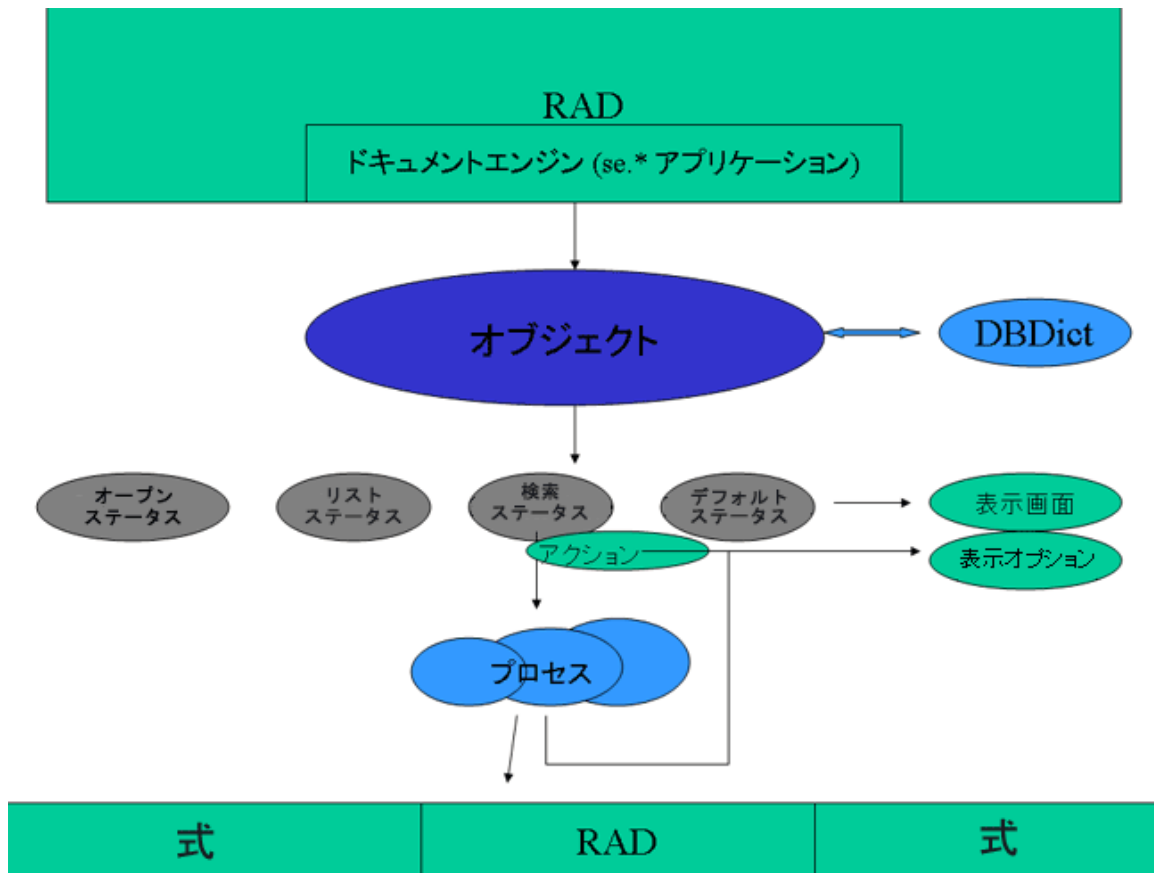 RAD
ドキュメントエンジン (se.* アプリケーション)
オブジェクト
DBDict
オープン
ステータス
リスト
ステータス
検索
ステータス
デフォルト
ステータス
表示画面
アクション
表示オプション
プロセス
式
RAD
式